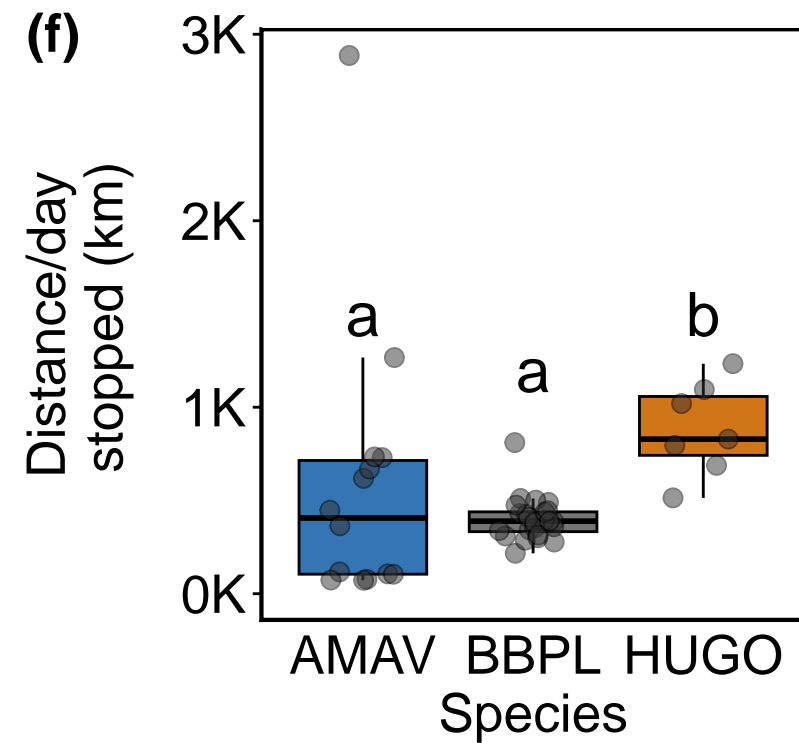 (f)
3K
2K
1K
0K
Distance/day
stopped (km)
a
a
b
AMAV BBPL HUGO
Species